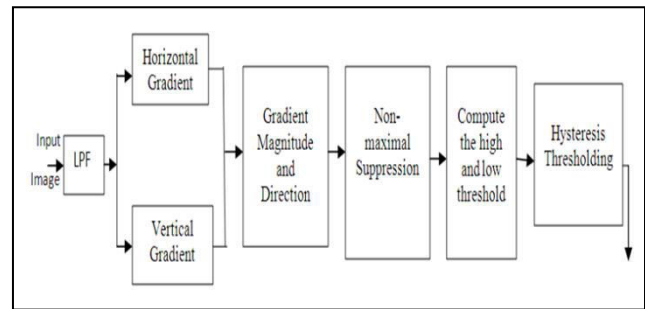 Input
Image
LPF
Horizontal
Gradient
Vertical
Gradient
Gradient
Magnitude
and
Direction
Non-
maximal
Suppression
Compute
the high
and low
threshold
Hysteresis
Thresholding